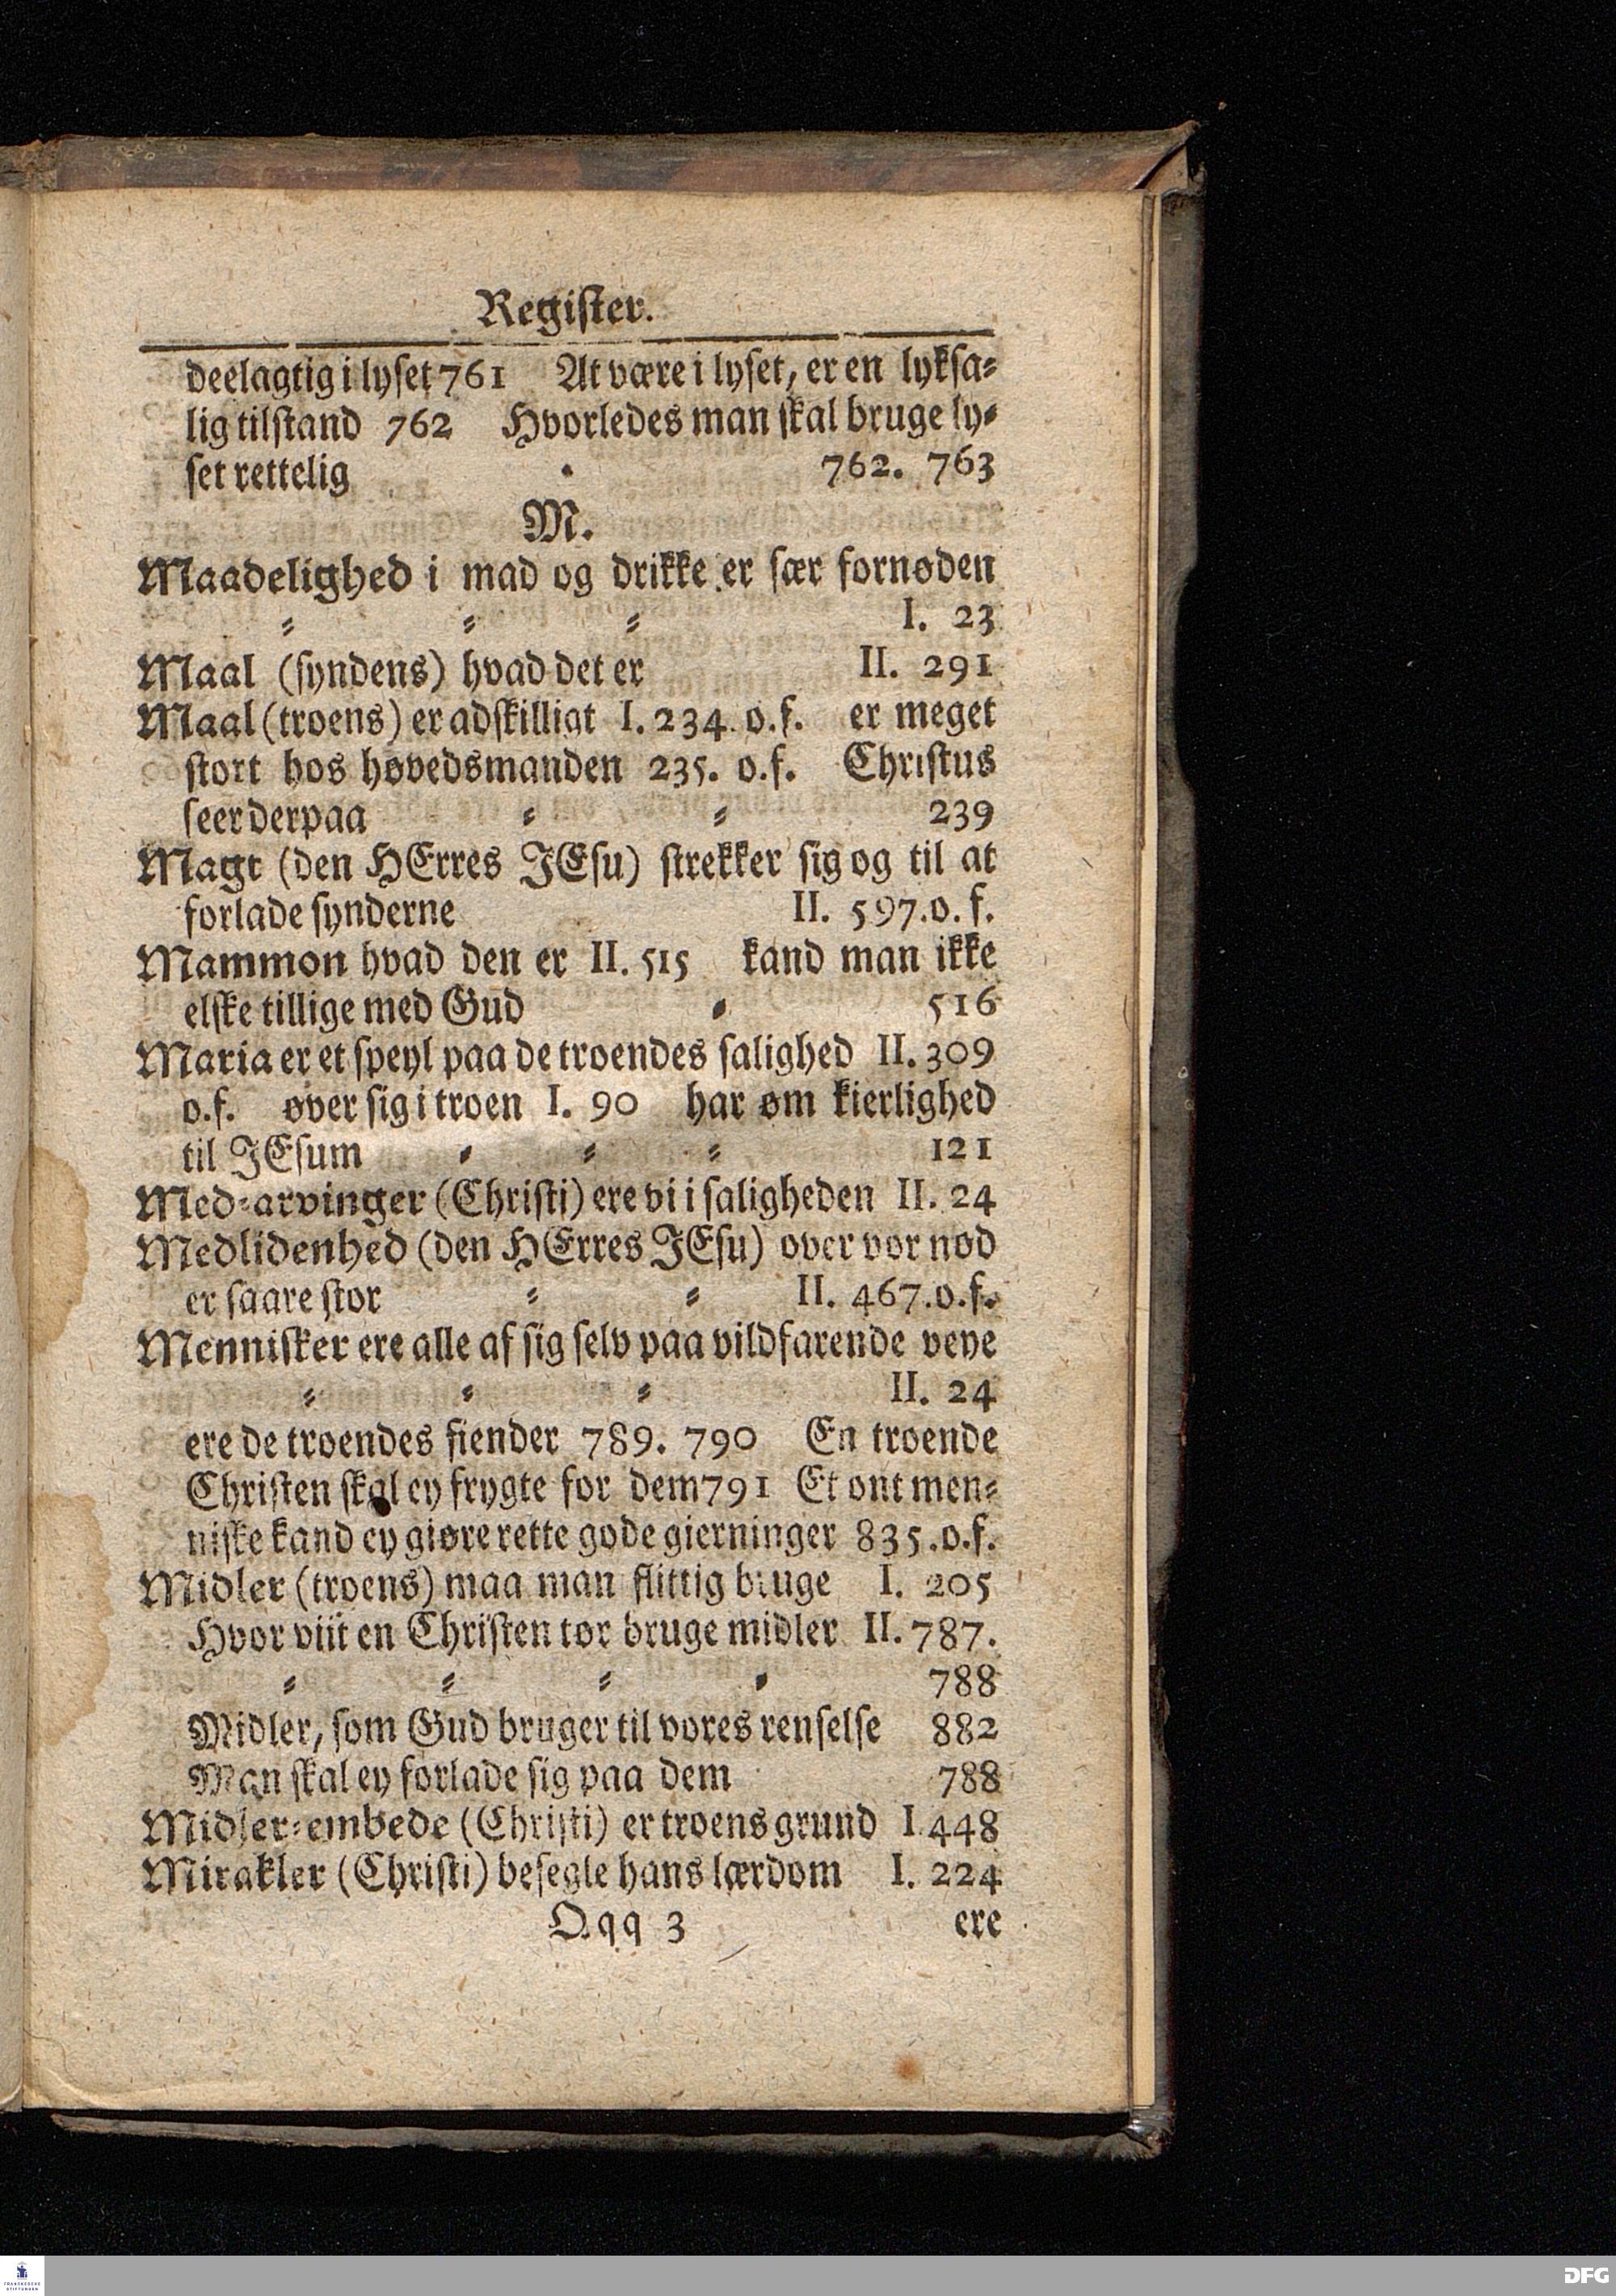 Register.
deelagtig i lyset 761 At være i lyset, er en lyksa-
lig tilstand 762 Hvorledes man skal bruge ly-
set rettelig 762. 763
M.
Maadelighed i mad og drikke er sær fornøden
I. 23
Maal (syndens) hvad det er II. 291
Maal (troens) er adskilligt I. 234. o.f. er meget
stort hos høvedsmanden 235. o.f. Christus
seer derpaa 239
Magt (den HErres JEsu) strekker sig og til at
forlade synderne II. 597. o.f.
Mammon hvad den er II. 515 kand man ikke
elske tillige med Gud 516
Maria er et speyl paa de troendes salighed II. 309
o.f. øver sig i troen I. 90 har øm kierlighed
til JEsum 121
Med-arvinger (Christi) ere vi i saligheden II. 24
Medlidenhed (den HErres JEsu) over vor nød
er saare stor II. 467. o.f.
Mennisker ere alle af sig selv paa vildfarende veye
II. 24
ere de troendes fiender 789. 790 En troende
Christen skal ey frygte for dem 791 Et ont men-
niske kand ey giøre rette gode gierninger 835. o.f.
Midler (troens) maa man flittig bruge I. 205
Hvor viit en Christen tør bruge midler II. 787.
788
Midler, som Gud bruger til vores renselse 882
Man skal ey forlade sig paa dem 788
Midler-embede (Christi) er troens grund I. 448
Mirakler (Christi) besegle hans lærdom I. 224
Qqq 3 ere
FRANCKESCHE STIFTUNGEN
DFG